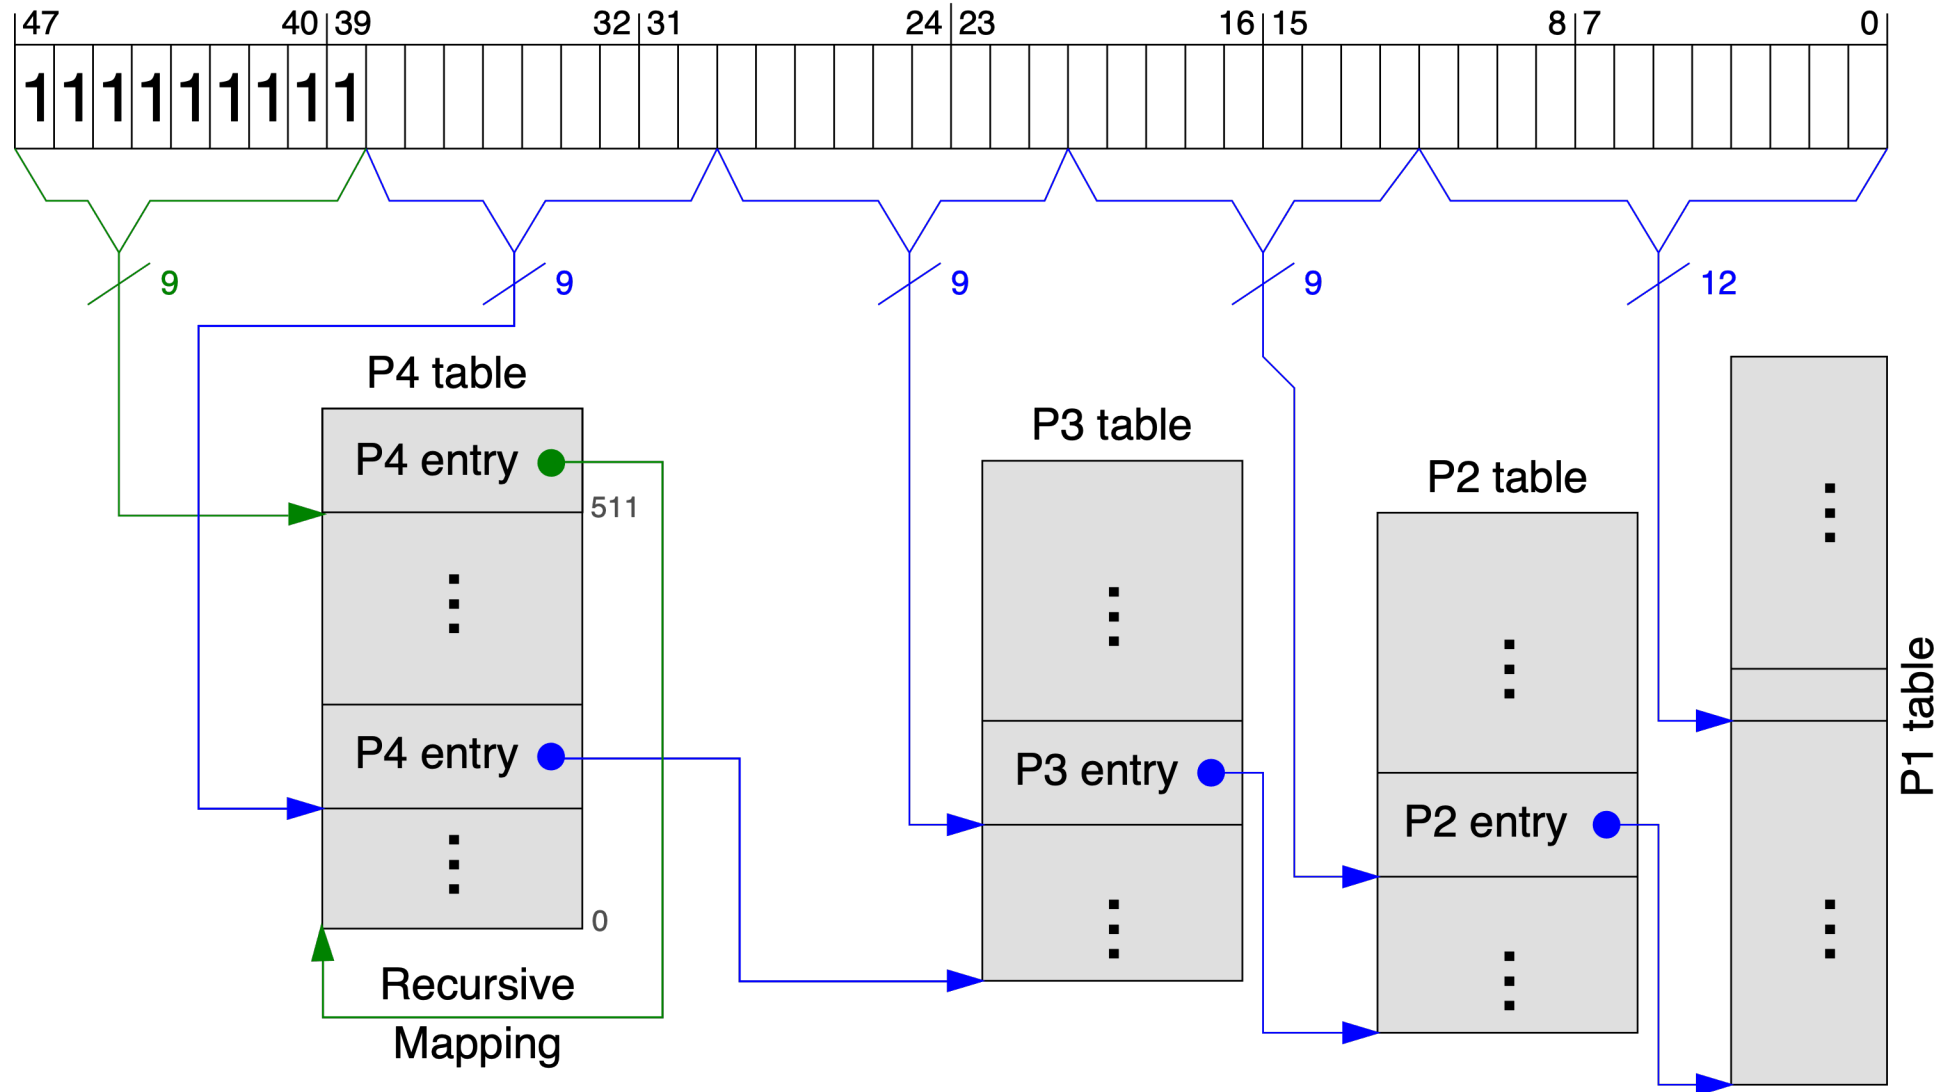 47 40 39 32 31 24 23 16 15 8 7 0
1 1 1 1 1 1 1 1 1
9 9 9 9 12
P4 table
P4 entry
511
P4 entry
0
Recursive
Mapping
P3 table
P3 entry
P2 table
P2 entry
P1 table